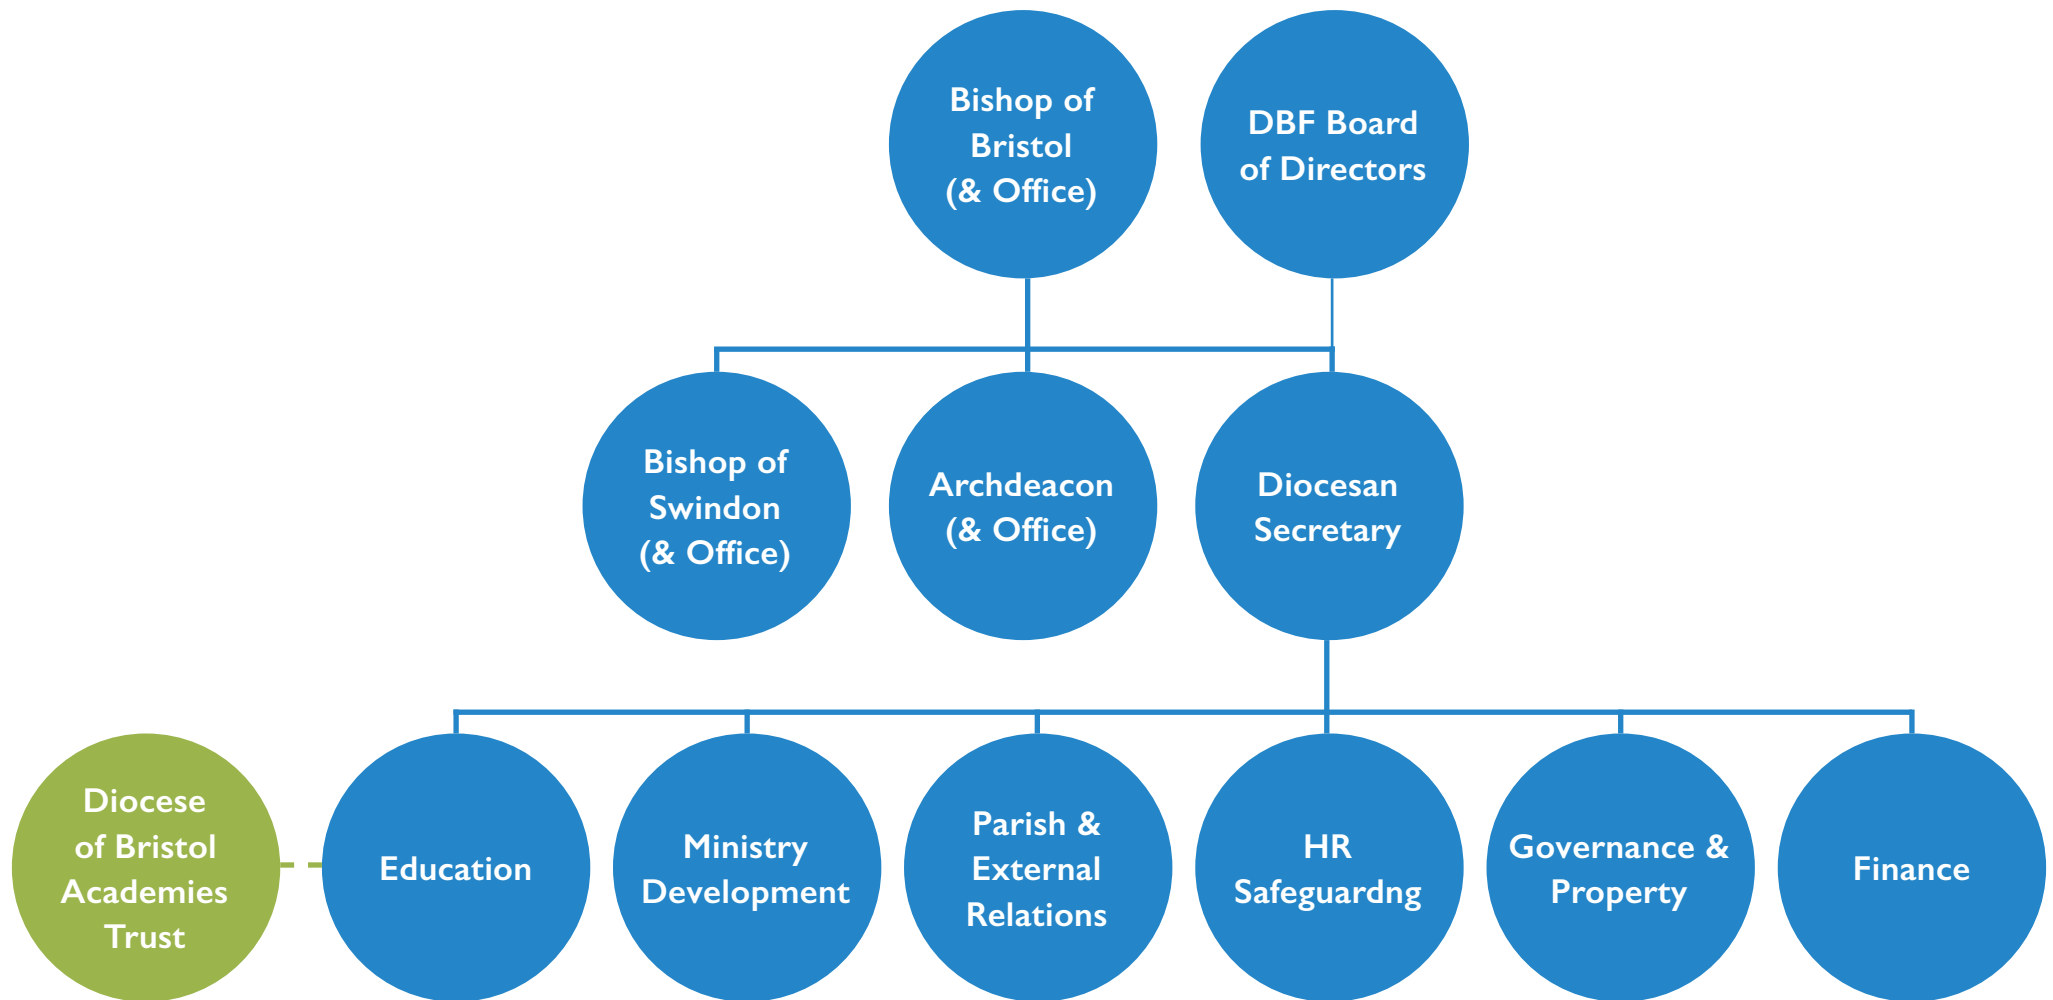 Bishop of
Bristol
(& Office)
DBF Board
of Directors
Bishop of
Swindon
(& Office)
Archdeacon
(& Office)
Diocesan
Secretary
Diocese
of Bristol
Academies
Trust
Education
Ministry
Development
Parish &
External
Relations
HR
Safeguardng
Governance &
Property
Finance